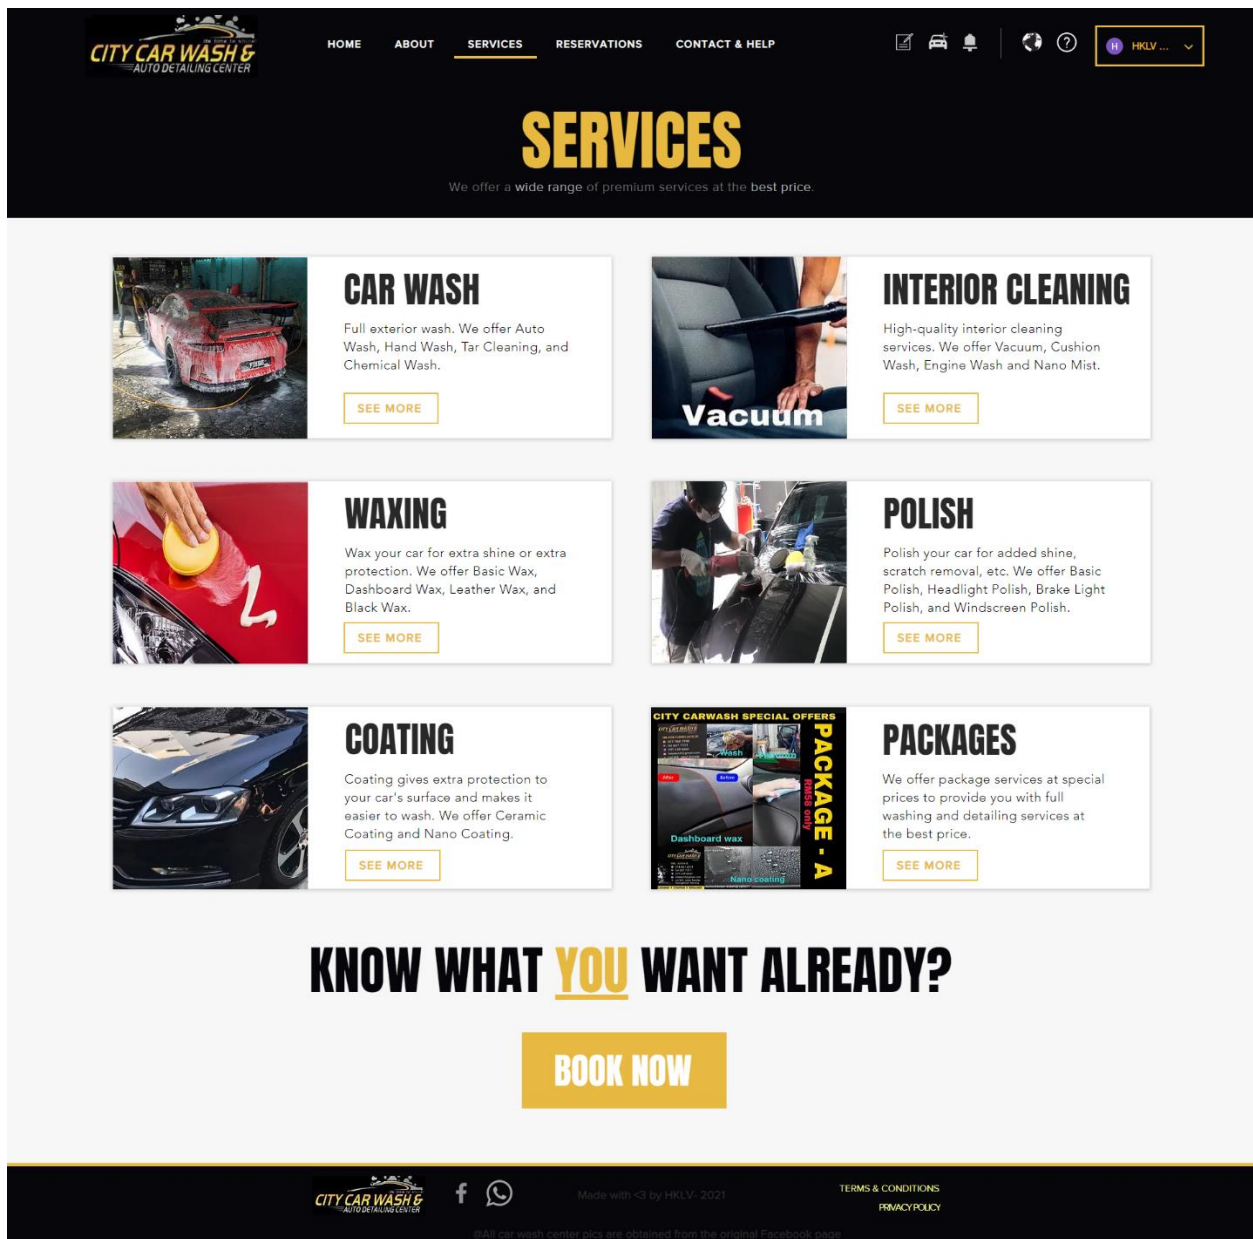 CITY CAR WASH &
AUTO DETAILING CENTER
HOME
ABOUT
SERVICES
RESERVATIONS
CONTACT & HELP
H
HKLV ...
SERVICES
We offer a wide range of premium services at the best price.
CAR WASH
Full exterior wash. We offer Auto
Wash, Hand Wash, Tar Cleaning, and
Chemical Wash.
SEE MORE
Vacuum
INTERIOR CLEANING
High-quality interior cleaning
services. We offer Vacuum, Cushion
Wash, Engine Wash and Nano Mist.
SEE MORE
WAXING
Wax your car for extra shine or extra
protection. We offer Basic Wax,
Dashboard Wax, Leather Wax, and
Black Wax.
SEE MORE
POLISH
Polish your car for added shine,
scratch removal, etc. We offer Basic
Polish, Headlight Polish, Brake Light
Polish, and Windscreen Polish.
SEE MORE
COATING
Coating gives extra protection to
your car's surface and makes it
easier to wash. We offer Ceramic
Coating and Nano Coating.
SEE MORE
CITY CARWASH SPECIAL OFFERS
Wash
After
Before
Dashboard wax
Nano coating
PACKAGE - A
RM56 only
PACKAGES
We offer package services at special
prices to provide you with full
washing and detailing services at
the best price.
SEE MORE
KNOW WHAT YOU WANT ALREADY?
BOOK NOW
CITY CAR WASH &
AUTO DETAILING CENTER
Made with <3 by HKLV- 2021
TERMS & CONDITIONS
PRIVACY POLICY
@All car wash center pics are obtained from the original Facebook page